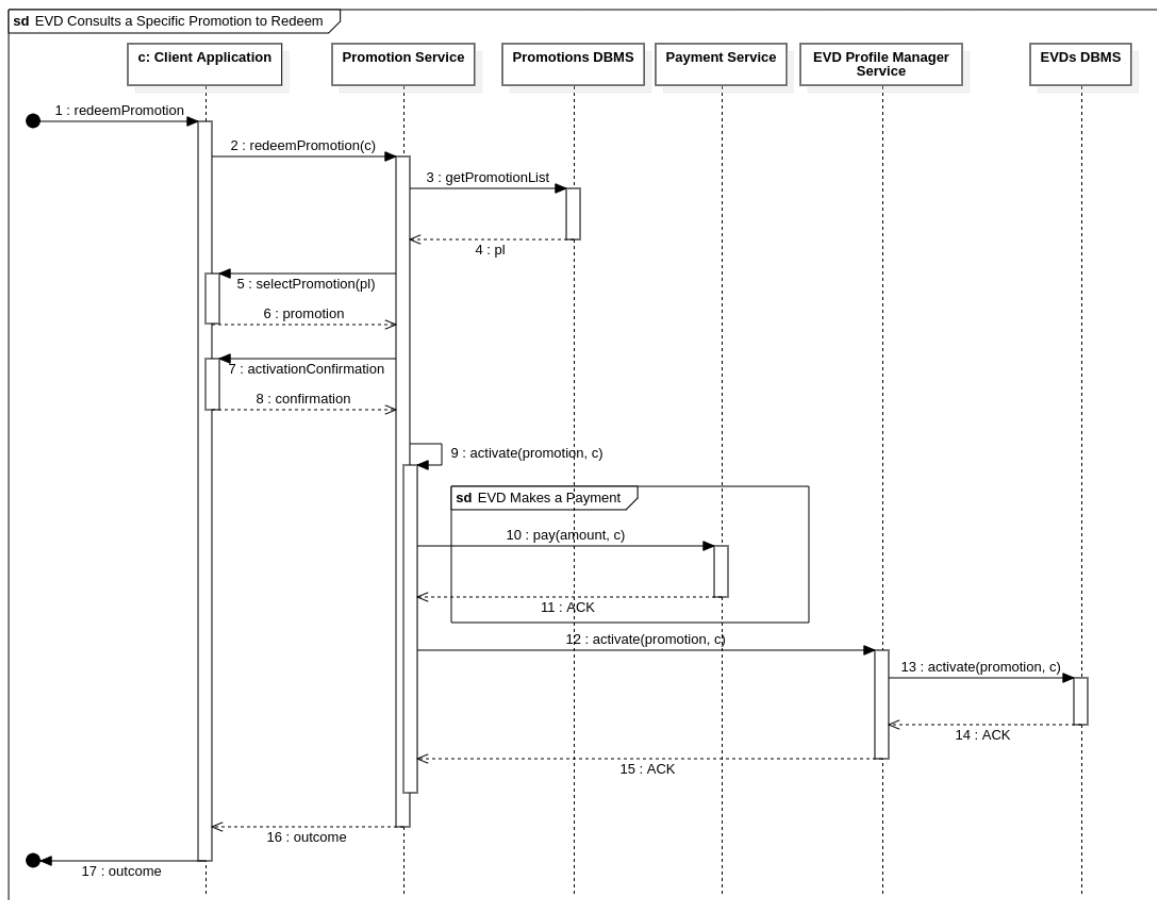 sd EVD Consults a Specific Promotion to Redeem
c: Client Application
Promotion Service
Promotions DBMS
Payment Service
EVD Profile Manager
Service
EVDs DBMS
1 : redeemPromotion
2 : redeemPromotion(c)
3 : getPromotionList
4 : pl
5 : selectPromotion(pl)
6 : promotion
7 : activationConfirmation
8 : confirmation
9 : activate(promotion, c)
sd EVD Makes a Payment
10 : pay(amount, c)
11 : ACK
12 : activate(promotion, c)
13 : activate(promotion, c)
14 : ACK
15 : ACK
16 : outcome
17 : outcome